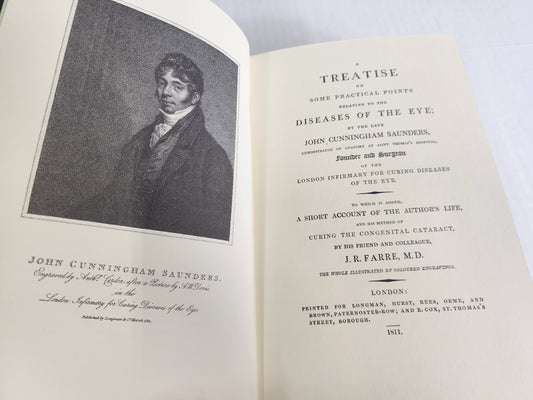 JOHN CUNNINGHAM SAUNDERS.
Engraved by Anth.y Cardon, after a Picture by A.W. Devis
in the
London Infirmary for Curing Diseases of the Eye.
Published by Longman & Co. March
A
TREATISE
ON
SOME PRACTICAL POINTS
RELATING TO THE
DISEASES OF THE EYE;
BY THE LATE
JOHN CUNNINGHAM SAUNDERS,
DEMONSTRATOR OF ANATOMY AT SAINT THOMAS'S HOSPITAL,
Founder and Surgeon
OF THE
LONDON INFIRMARY FOR CURING DISEASES
OF THE EYE.
TO WHICH IS ADDED,
A SHORT ACCOUNT OF THE AUTHOR'S LIFE,
AND HIS METHOD OF
CURING THE CONGENITAL CATARACT,
BY HIS FRIEND AND COLLEAGUE,
J. R. FARRE, M.D.
THE WHOLE ILLUSTRATED BY COLOURED ENGRAVINGS.
LONDON:
PRINTED FOR LONGMAN, HURST, REES, ORME, AND
BROWN, PATERNOSTER-ROW; AND E. COX, ST. THOMAS'S
STREET, BOROUGH.
1811.